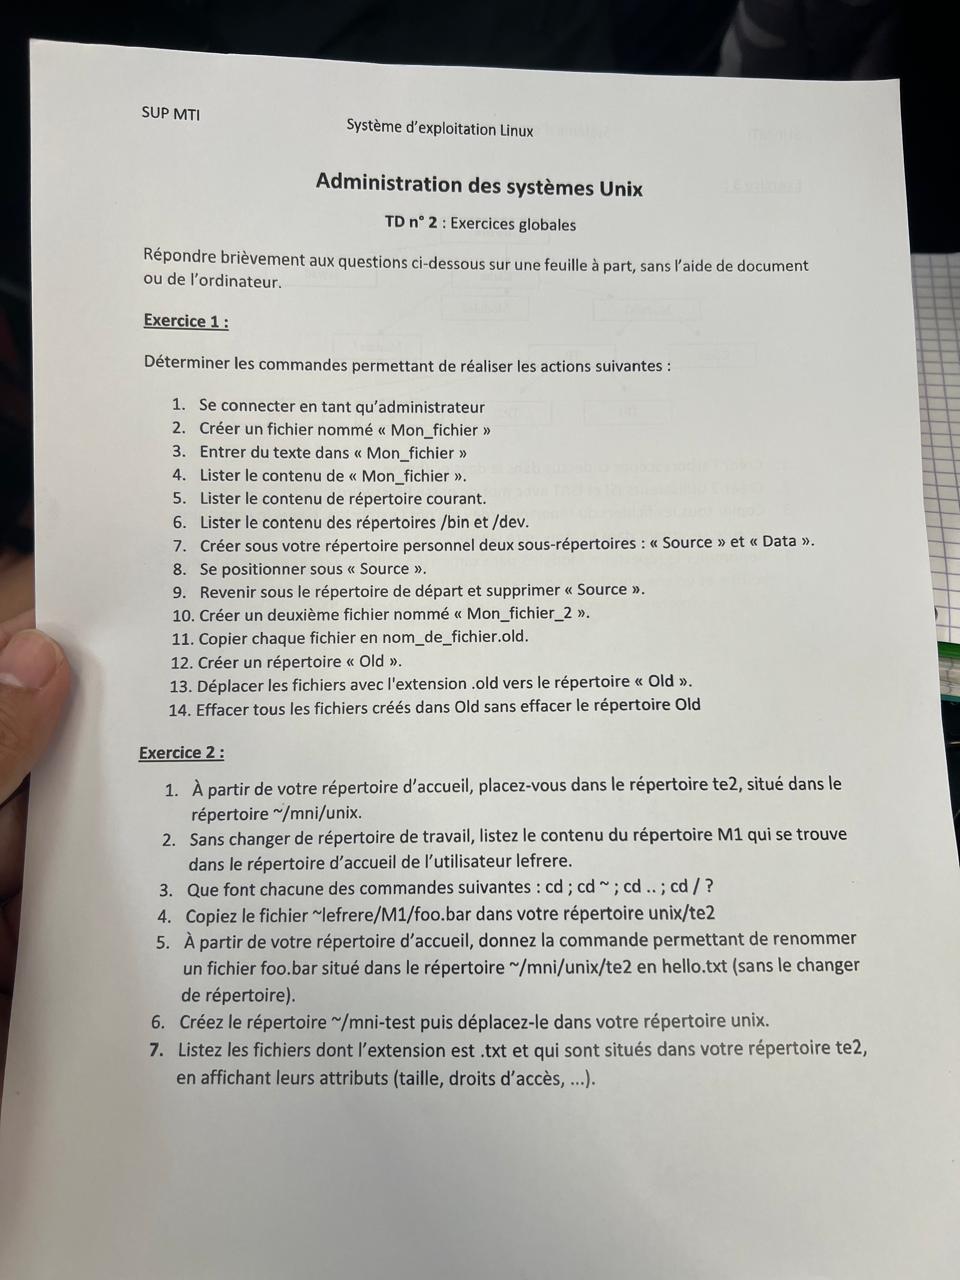 SUP MTI
Système d'exploitation Linux
Administration des systèmes Unix
TD n° 2 : Exercices globales
Répondre brièvement aux questions ci-dessous sur une feuille à part, sans l'aide de document
ou de l'ordinateur.
Exercice 1 :
Déterminer les commandes permettant de réaliser les actions suivantes :
1. Se connecter en tant qu'administrateur
2. Créer un fichier nommé « Mon_fichier »
3. Entrer du texte dans « Mon_fichier »
4. Lister le contenu de « Mon_fichier ».
5. Lister le contenu de répertoire courant.
6. Lister le contenu des répertoires /bin et /dev.
7. Créer sous votre répertoire personnel deux sous-répertoires : « Source » et « Data ».
8. Se positionner sous « Source ».
9. Revenir sous le répertoire de départ et supprimer « Source ».
10. Créer un deuxième fichier nommé « Mon_fichier_2 ».
11. Copier chaque fichier en nom_de_fichier.old.
12. Créer un répertoire « Old ».
13. Déplacer les fichiers avec l'extension .old vers le répertoire « Old ».
14. Effacer tous les fichiers créés dans Old sans effacer le répertoire Old
Exercice 2 :
1. À partir de votre répertoire d'accueil, placez-vous dans le répertoire te2, situé dans le
répertoire ~/mni/unix.
2. Sans changer de répertoire de travail, listez le contenu du répertoire M1 qui se trouve
dans le répertoire d'accueil de l'utilisateur lefrere.
3. Que font chacune des commandes suivantes : cd ; cd ~ ; cd .. ; cd / ?
4. Copiez le fichier ~lefrere/M1/foo.bar dans votre répertoire unix/te2
5. À partir de votre répertoire d'accueil, donnez la commande permettant de renommer
un fichier foo.bar situé dans le répertoire ~/mni/unix/te2 en hello.txt (sans le changer
de répertoire).
6. Créez le répertoire ~/mni-test puis déplacez-le dans votre répertoire unix.
7. Listez les fichiers dont l'extension est .txt et qui sont situés dans votre répertoire te2,
en affichant leurs attributs (taille, droits d'accès, ...).